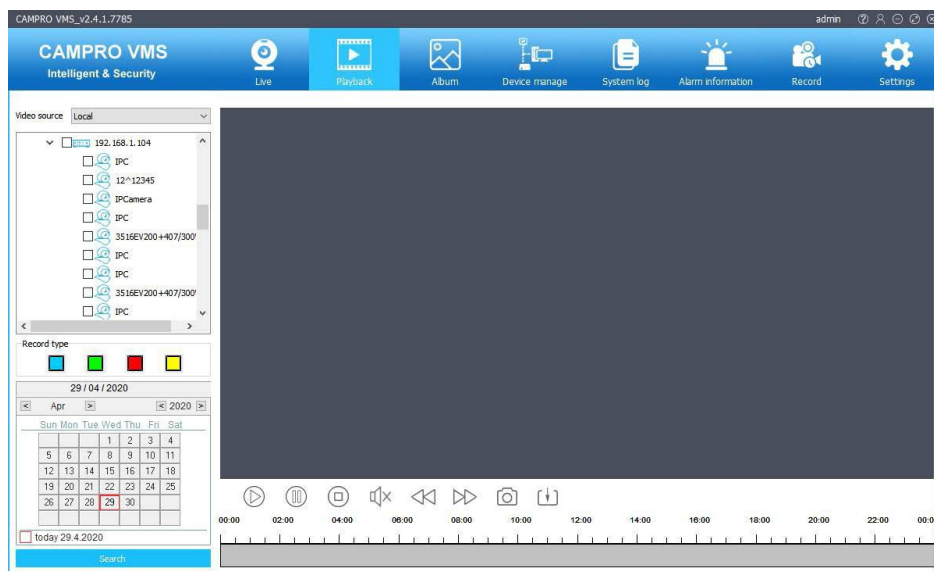 CAMPRO VMS_v2.4.1.7785 admin
CAMPRO VMS
Intelligent & Security
Live Playback Album Device manage System log Alarm information Record Settings
Video source Local
192.168.1.104
IPC
12^12345
IPCamera
IPC
3516EV200+407/300
IPC
IPC
3516EV200+407/300
IPC
Record type
29 / 04 / 2020
< Apr > < 2020 >
Sun Mon Tue Wed Thu Fri Sat
1 2 3 4
5 6 7 8 9 10 11
12 13 14 15 16 17 18
19 20 21 22 23 24 25
26 27 28 29 30
today 29.4.2020
Search
00:00 02:00 04:00 06:00 08:00 10:00 12:00 14:00 16:00 18:00 20:00 22:00 00:0